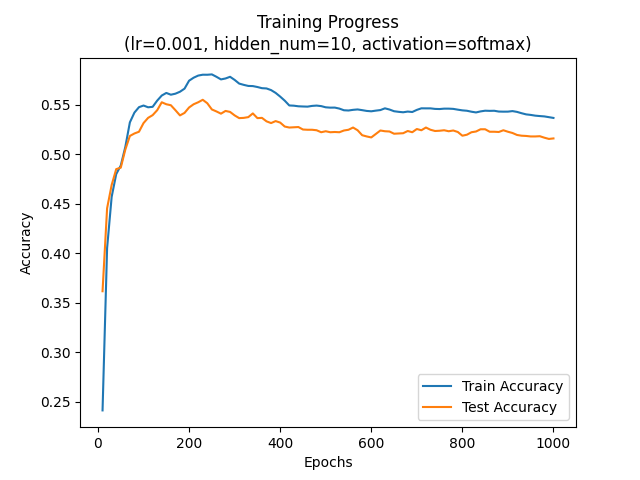 Training Progress
(lr=0.001, hidden_num=10, activation=softmax)
Accuracy
0.55
0.50
0.45
0.40
0.35
0.30
0.25
0
200
400
600
800
1000
Epochs
Train Accuracy
Test Accuracy